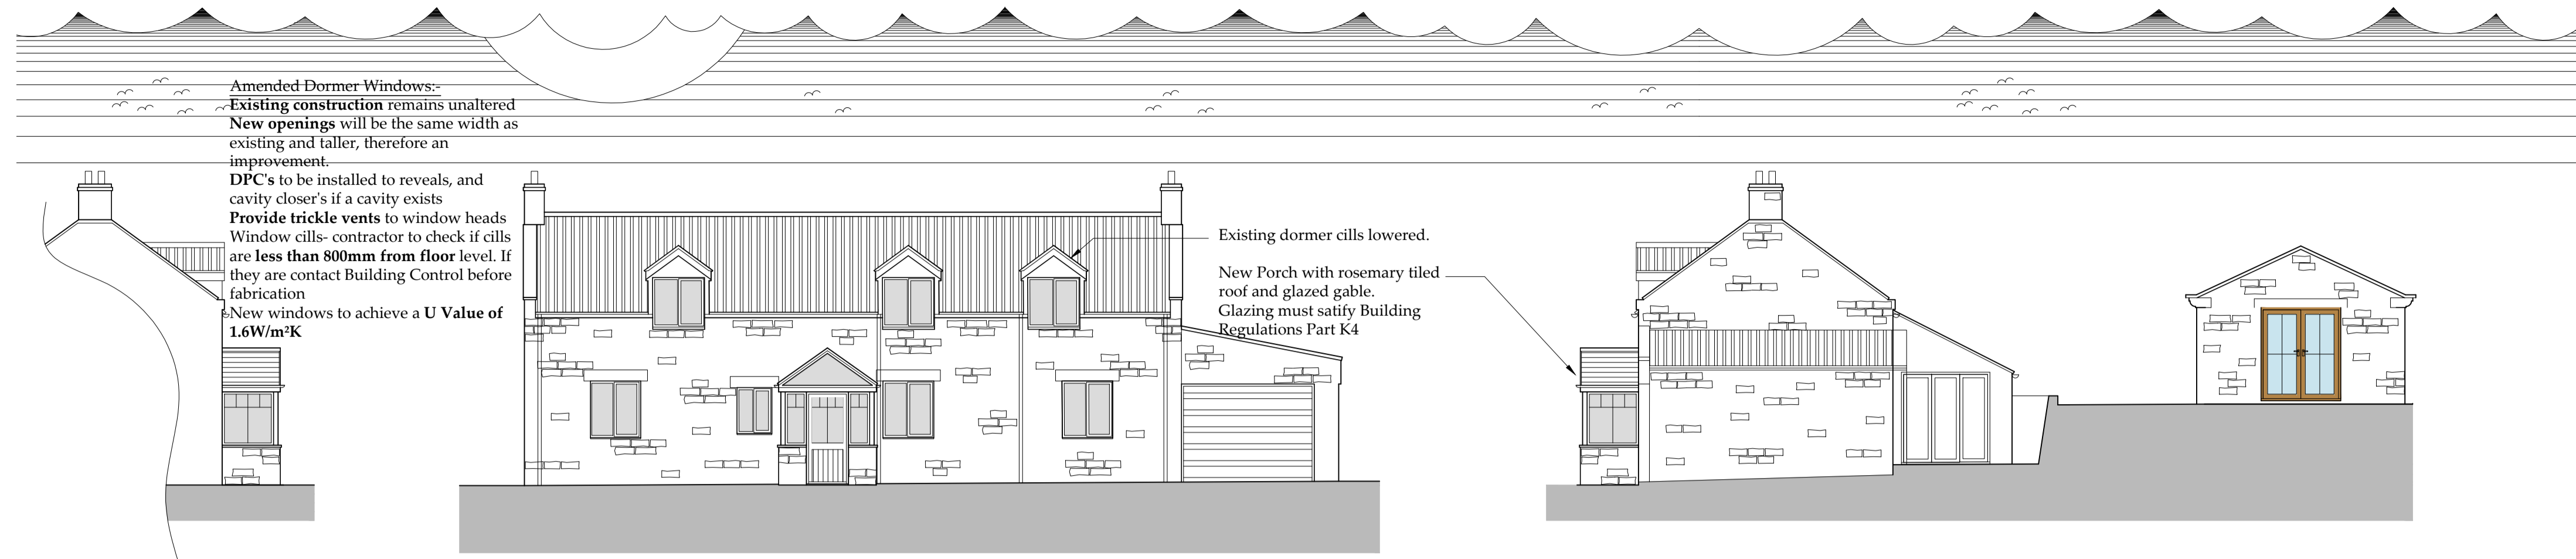 Amended Dormer Windows:-
Existing construction remains unaltered
New openings will be the same width as
existing and taller, therefore an
improvement.
DPC's to be installed to reveals, and
cavity closer's if a cavity exists
Provide trickle vents to window heads
Window cills- contractor to check if cills
are less than 800mm from floor level. If
they are contact Building Control before
fabrication
New windows to achieve a U Value of
1.6W/m²K
Existing dormer cills lowered.
New Porch with rosemary tiled
roof and glazed gable.
Glazing must satify Building
Regulations Part K4